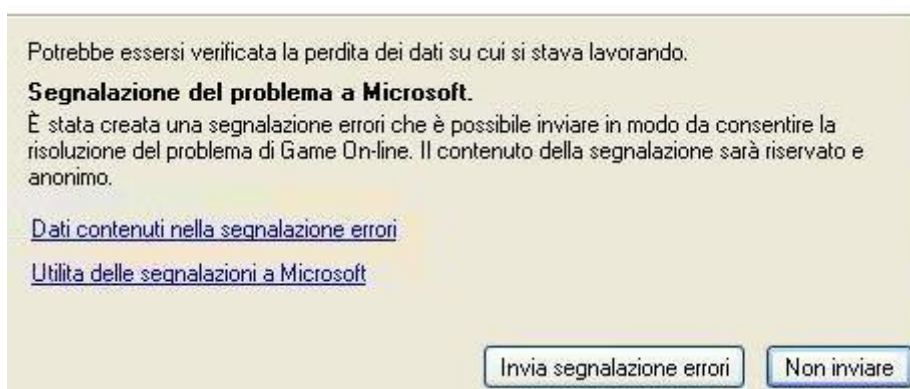 Potrebbe essersi verificata la perdita dei dati su cui si stava lavorando.
Segnalazione del problema a Microsoft.
È stata creata una segnalazione errori che è possibile inviare in modo da consentire la
risoluzione del problema di Game On-line. Il contenuto della segnalazione sarà riservato e
anonimo.
Dati contenuti nella segnalazione errori
Utilita delle segnalazioni a Microsoft
Invia segnalazione errori Non inviare